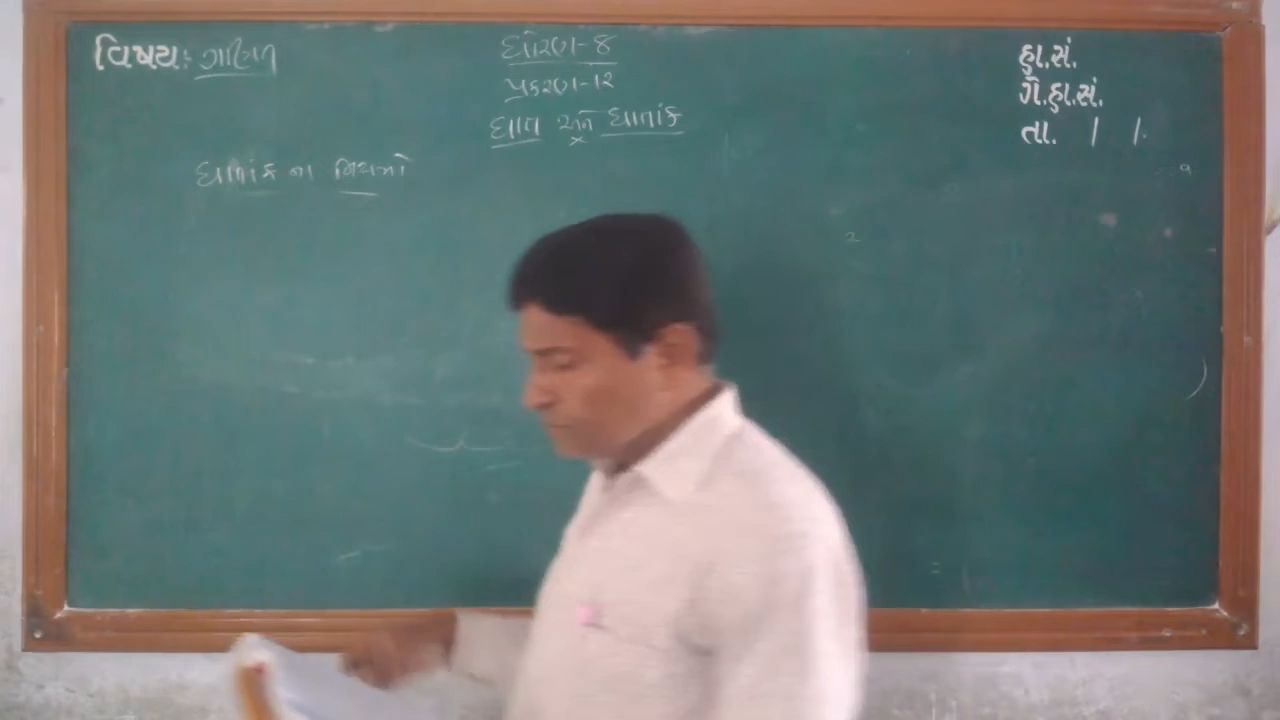 વિષય: ગણિત
ધોરણ-૮
પ્રકરણ-૧૨
ઘાત અને ઘાતાંક
હા.સં.
ગે.હા.સં.
તા. / /.
ઘાતાંક ના નિયમો